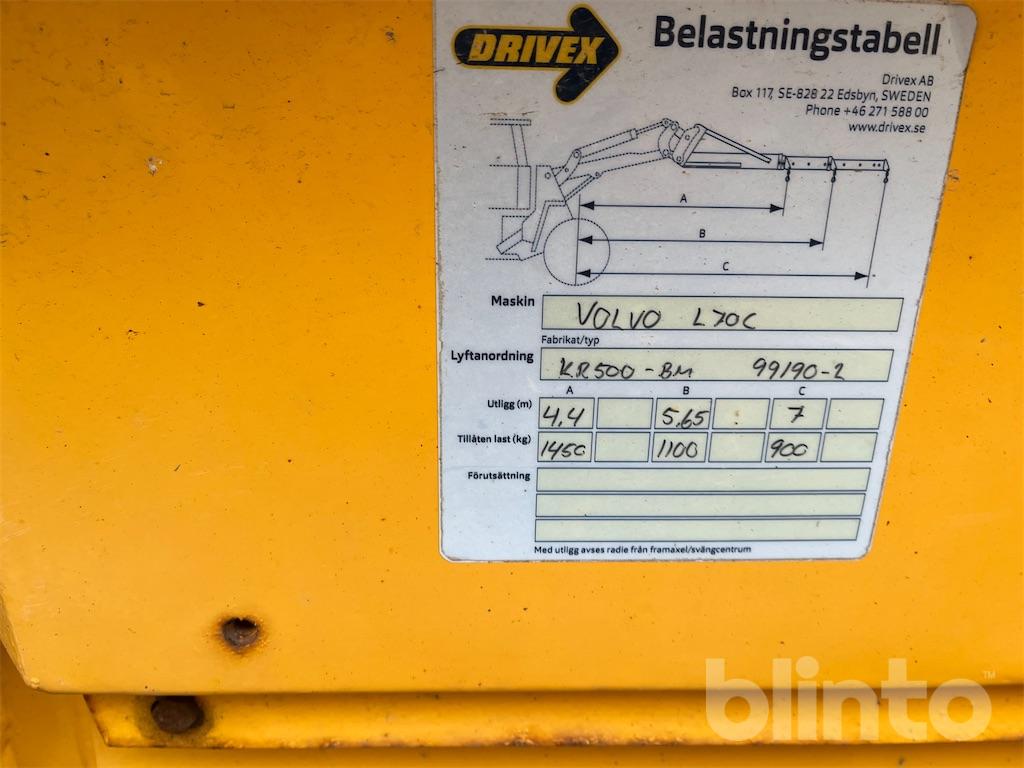 DRIVEX
Belastningstabell
Drivex AB
Box 117, SE-828 22 Edsbyn, SWEDEN
Phone +46 271 588 00
www.drivex.se
A
B
C
Maskin VOLVO L70C
Fabrikat/typ
Lyftanordning KR500-BM 99190-2
A B C
Utligg (m) 4,4 5,65 7
Tillåten last (kg) 1450 1100 900
Förutsättning
Med utligg avses radie från framaxel/svängcentrum
blinto™